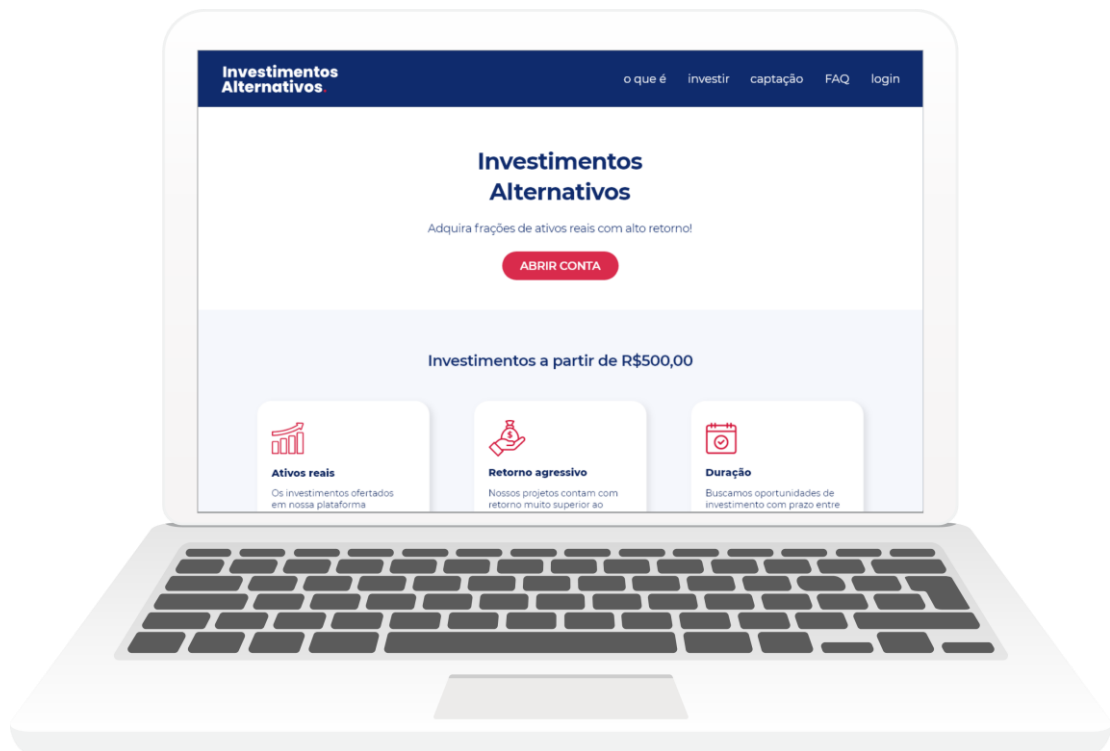 Investimentos
Alternativos.
o que é investir captação FAQ login
Investimentos
Alternativos
Adquira frações de ativos reais com alto retorno!
ABRIR CONTA
Investimentos a partir de R$500,00
$
Ativos reais
Os investimentos ofertados
em nossa plataforma
Retorno agressivo
Nossos projetos contam com
retorno muito superior ao
Duração
Buscamos oportunidades de
investimento com prazo entre